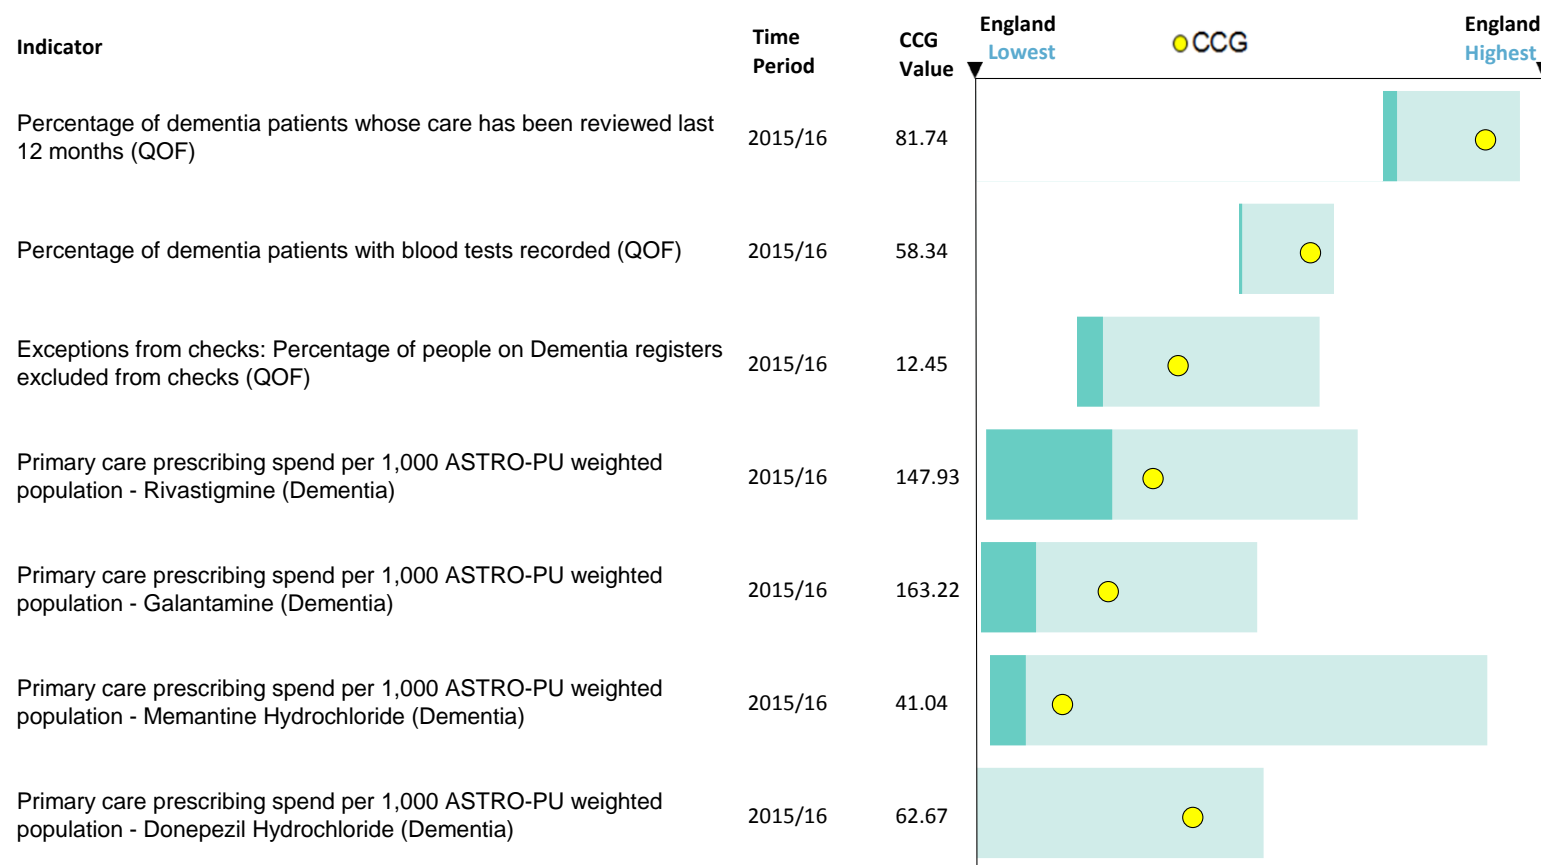 Indicator
Time
Period
CCG
Value
England
Lowest
CCG
England
Highest
Percentage of dementia patients whose care has been reviewed last
12 months (QOF)
2015/16
81.74
Percentage of dementia patients with blood tests recorded (QOF)
2015/16
58.34
Exceptions from checks: Percentage of people on Dementia registers
excluded from checks (QOF)
2015/16
12.45
Primary care prescribing spend per 1,000 ASTRO-PU weighted
population - Rivastigmine (Dementia)
2015/16
147.93
Primary care prescribing spend per 1,000 ASTRO-PU weighted
population - Galantamine (Dementia)
2015/16
163.22
Primary care prescribing spend per 1,000 ASTRO-PU weighted
population - Memantine Hydrochloride (Dementia)
2015/16
41.04
Primary care prescribing spend per 1,000 ASTRO-PU weighted
population - Donepezil Hydrochloride (Dementia)
2015/16
62.67